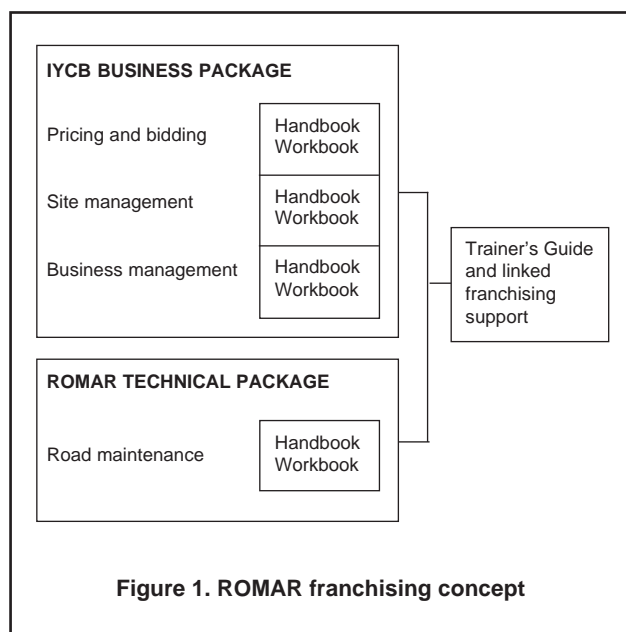 IYCB BUSINESS PACKAGE
Pricing and bidding
Handbook
Workbook
Site management
Handbook
Workbook
Business management
Handbook
Workbook
Trainer's Guide
and linked
franchising
support
ROMAR TECHNICAL PACKAGE
Road maintenance
Handbook
Workbook
Figure 1. ROMAR franchising concept